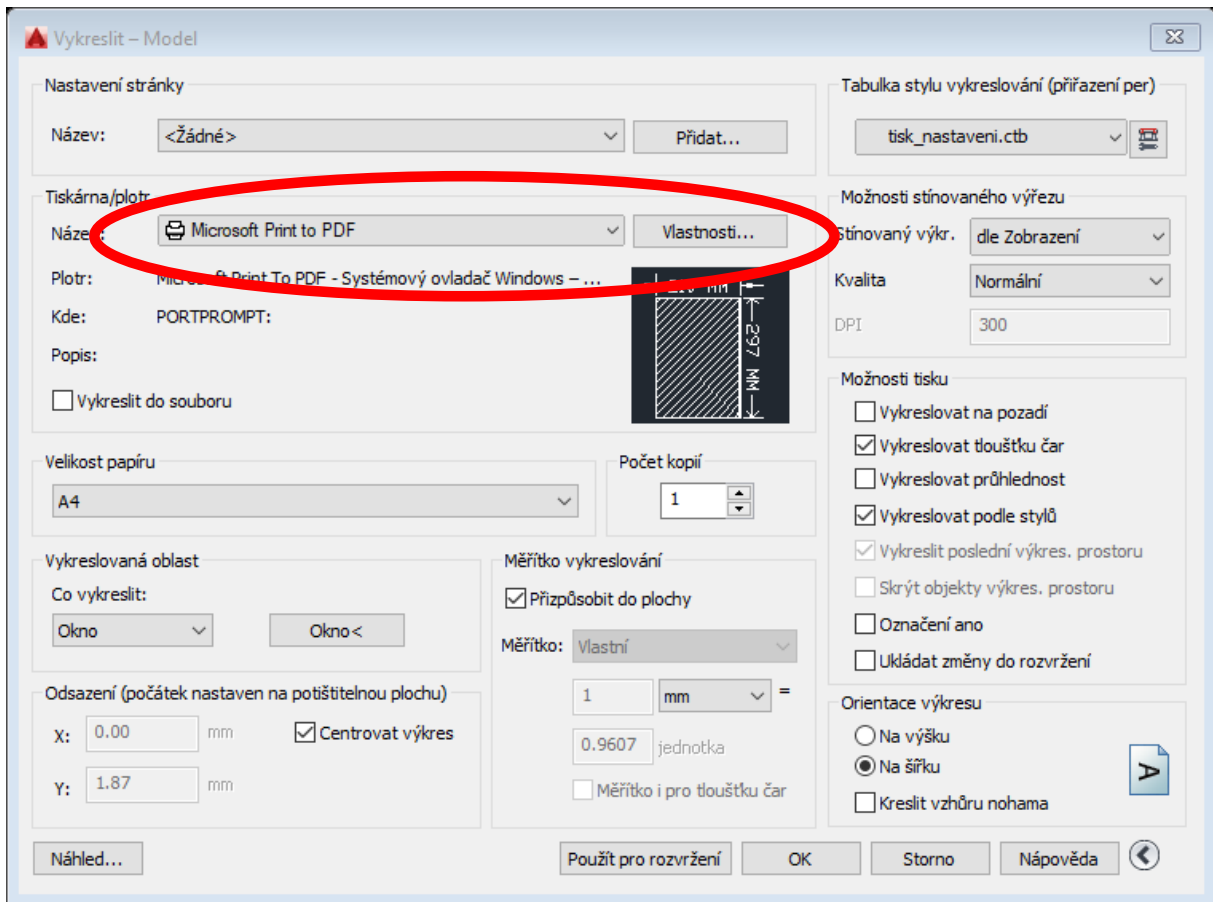 Vykreslit – Model
Nastavení stránky
Název:
<Žádné>
Přidat...
Tiskárna/plotr
Název:
Microsoft Print to PDF
Vlastnosti...
Plotr:
Microsoft Print To PDF - Systémový ovladač Windows – ...
Kde:
PORTPROMPT:
Popis:
Vykreslit do souboru
MM
297 MM
Velikost papíru
A4
Počet kopií
1
Vykreslovaná oblast
Co vykreslit:
Okno
Okno<
Odsazení (počátek nastaven na potištitelnou plochu)
X:
0.00
mm
Centrovat výkres
Y:
1.87
mm
Měřítko vykreslování
Přizpůsobit do plochy
Měřítko:
Vlastní
1
mm
=
0.9607
jednotka
Měřítko i pro tloušťku čar
Tabulka stylu vykreslování (přiřazení per)
tisk_nastaveni.ctb
Možnosti stínovaného výřezu
Stínovaný výkr.
dle Zobrazení
Kvalita
Normální
DPI
300
Možnosti tisku
Vykreslovat na pozadí
Vykreslovat tloušťku čar
Vykreslovat průhlednost
Vykreslovat podle stylů
Vykreslit poslední výkres. prostoru
Skrýt objekty výkres. prostoru
Označení ano
Ukládat změny do rozvržení
Orientace výkresu
Na výšku
Na šířku
Kreslit vzhůru nohama
A
Náhled...
Použít pro rozvržení
OK
Storno
Nápověda